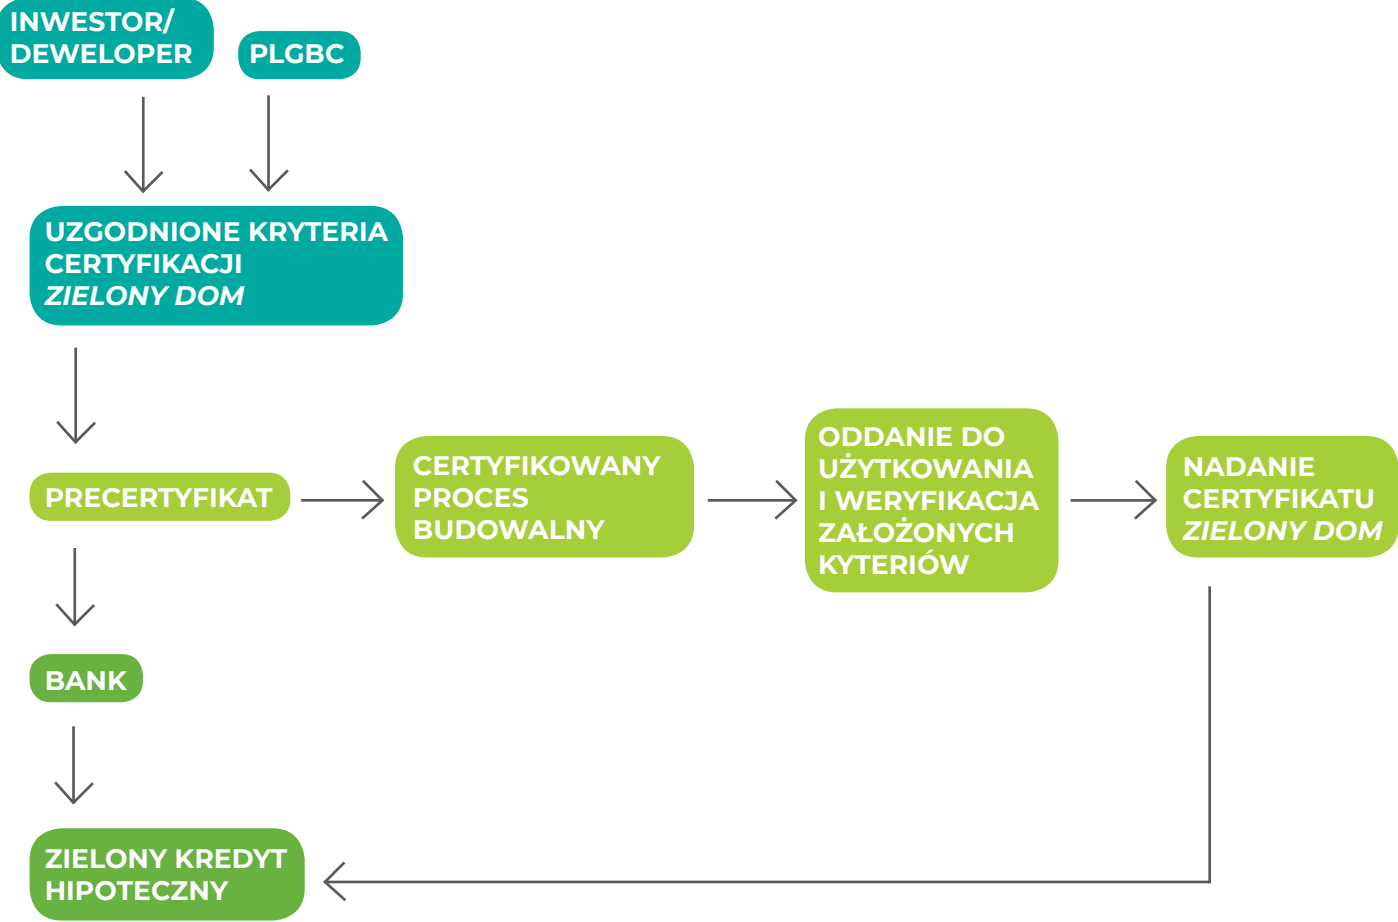 INWESTOR/
DEWELOPER
PLGBC
UZGODNIONE KRYTERIA
CERTYFIKACJI
ZIELONY DOM
PRECERTYFIKAT
CERTYFIKOWANY
PROCES
BUDOWALNY
ODDANIE DO
UŻYTKOWANIA
I WERYFIKACJA
ZAŁOŻONYCH
KYTERIÓW
NADANIE
CERTYFIKATU
ZIELONY DOM
BANK
ZIELONY KREDYT
HIPOTECZNY